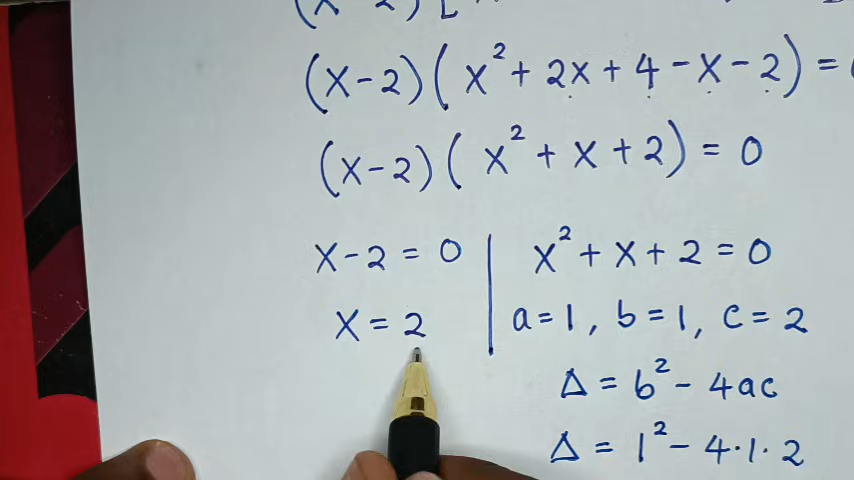 (x-2)(x² + 2x + 4 - x - 2) =
(x-2)(x² + x + 2) = 0
x-2 = 0
x = 2
x² + x + 2 = 0
a = 1, b = 1, c = 2
Δ = b² - 4ac
Δ = 1² - 4·1·2